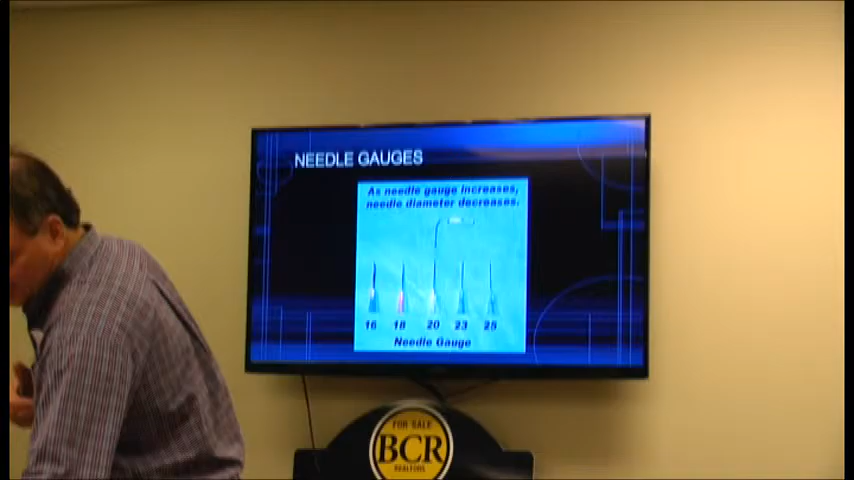 NEEDLE GAUGES
As needle gauge increases,
needle diameter decreases.
16 18 20 23 25
Needle Gauge
FOR SALE
BCR
REALTORS